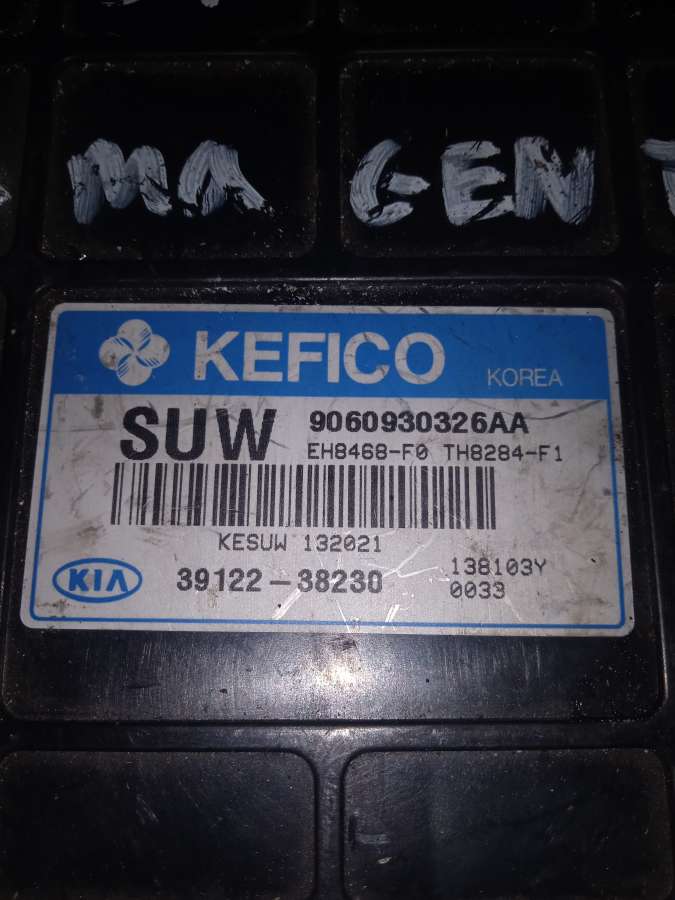 MA GEN
KEFICO KOREA
SUW 9060930326AA
EH8468-F0 TH8284-F1
KESUW 132021
KIA 39122-38230 138103Y
0033